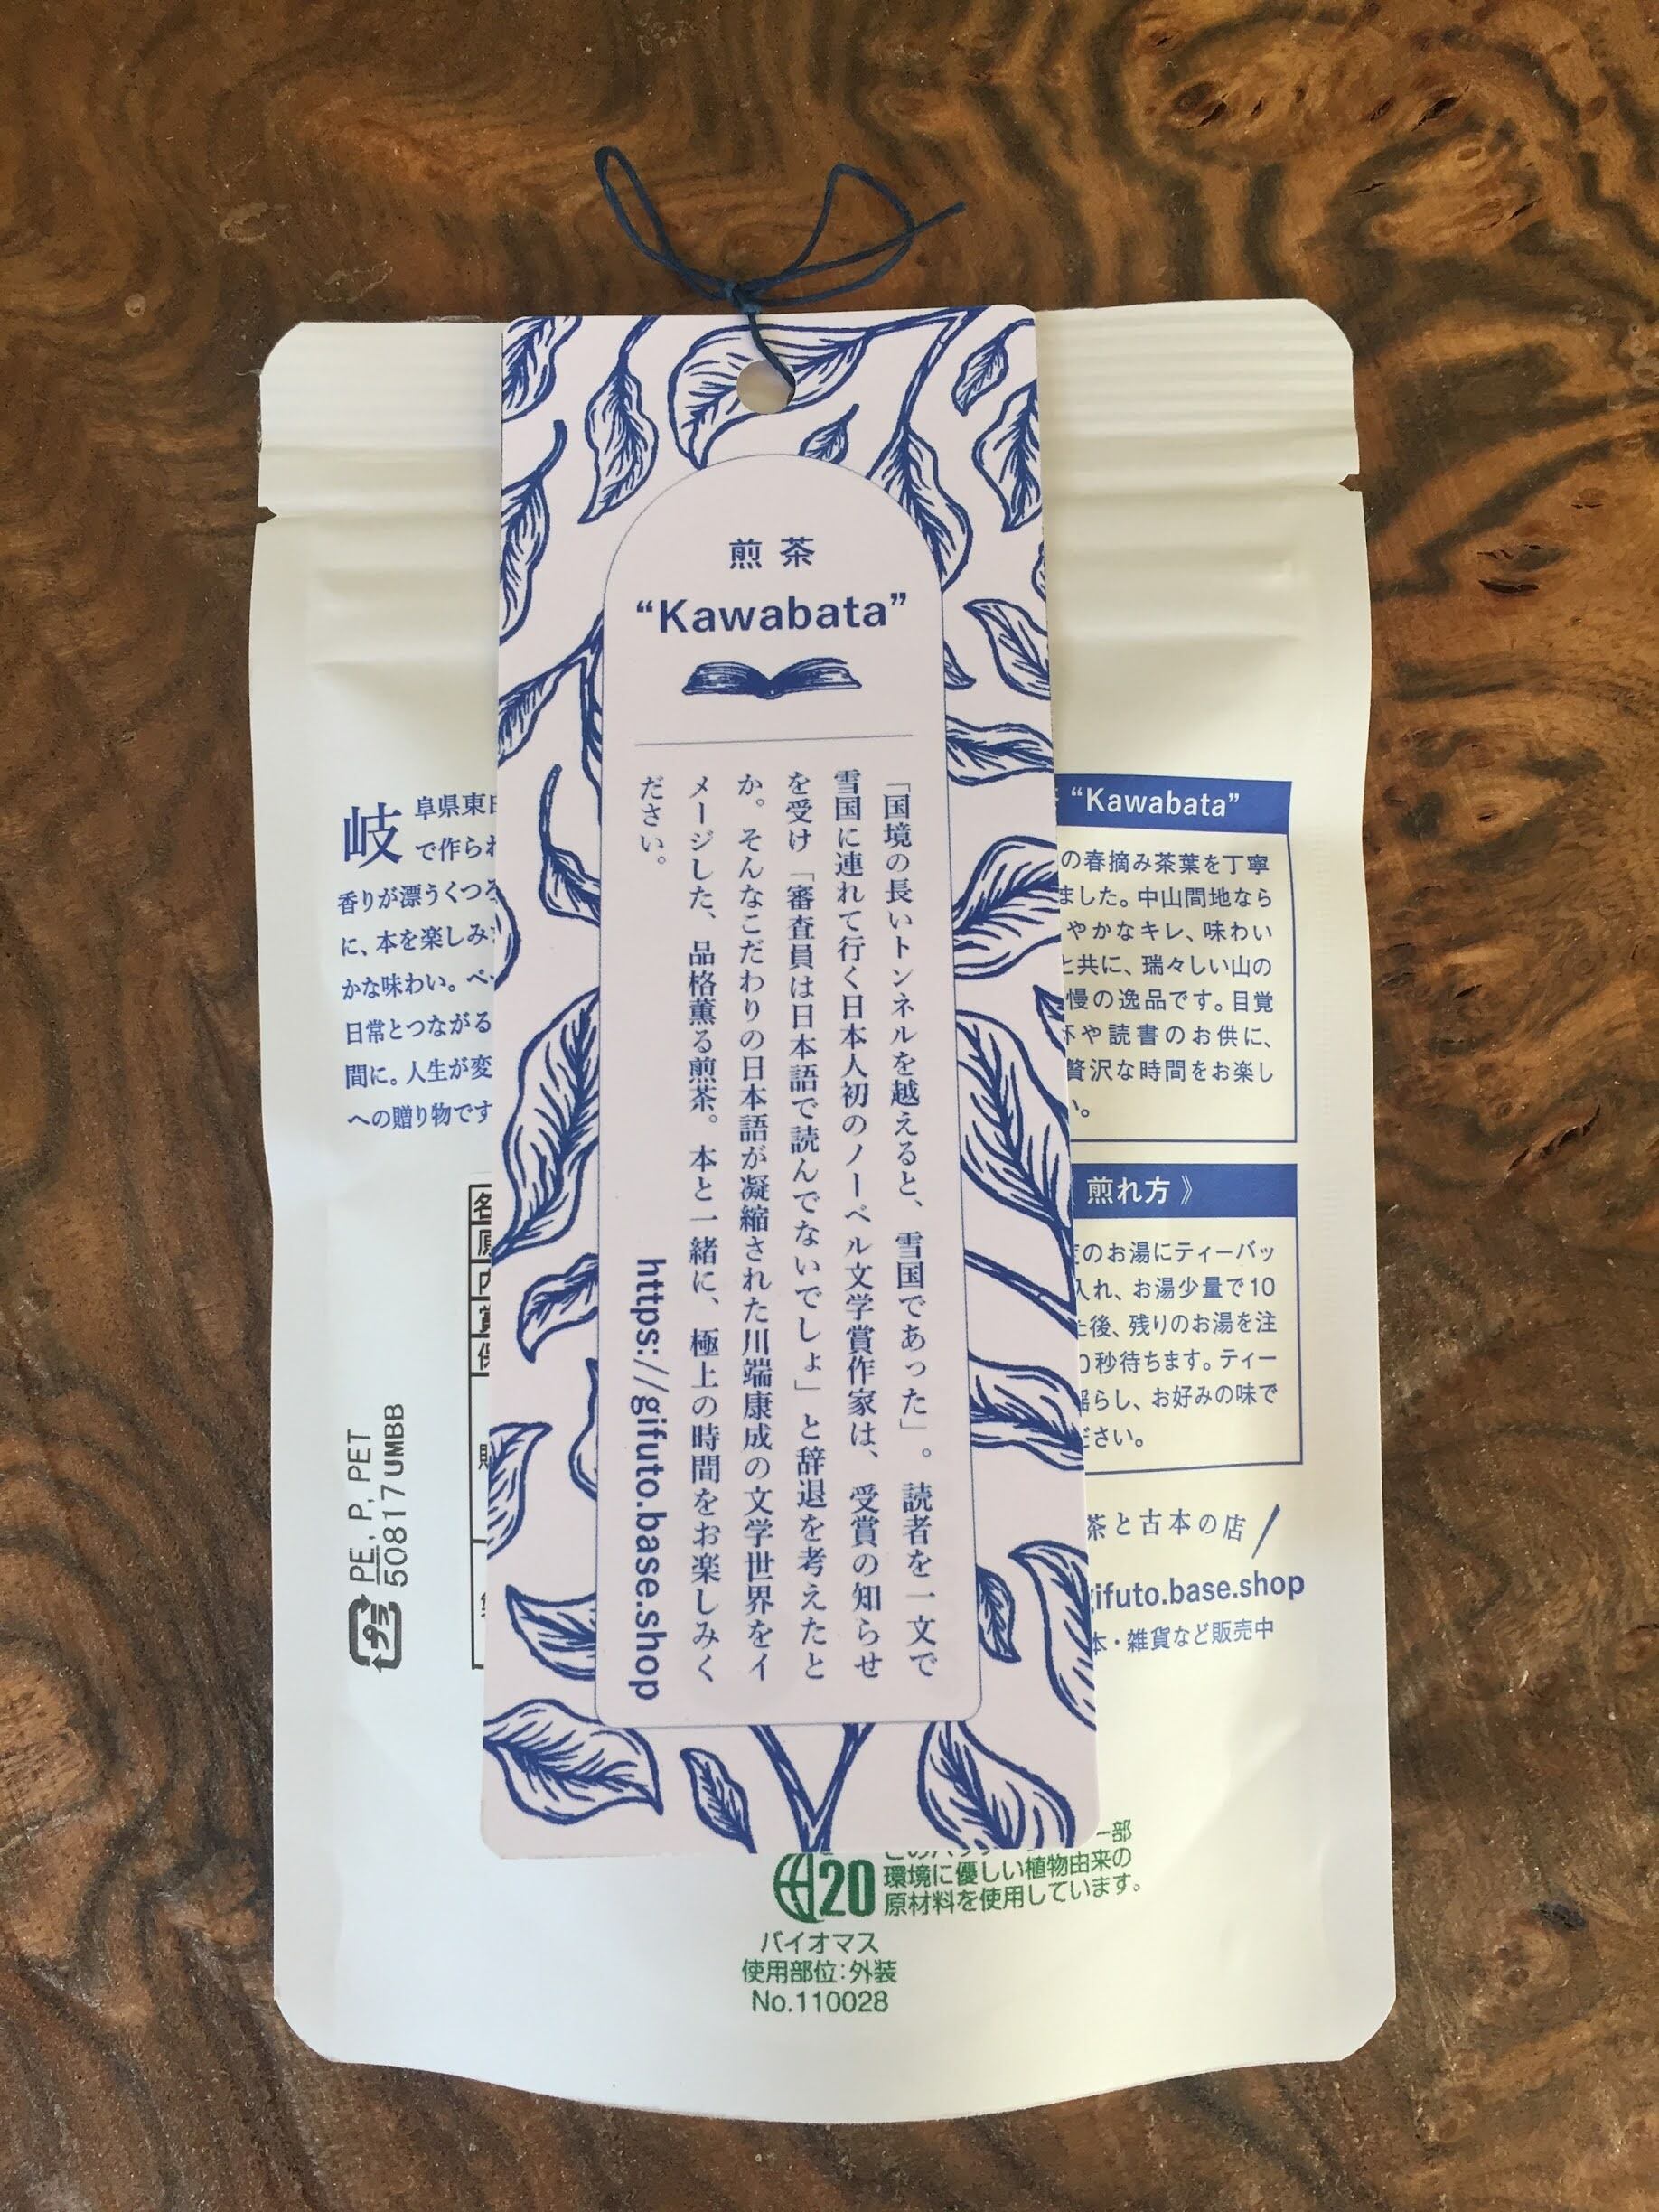 煎茶
“Kawabata”
「国境の長いトンネルを越えると、雪国であった」。読者を一文で
雪国に連れて行く日本人初のノーベル文学賞作家は、受賞の知らせ
を受け「審査員は日本語で読んでないでしょ」と辞退を考えたと
か。そんなこだわりの日本語が凝縮された川端康成の文学世界をイ
メージした、品格薫る煎茶。本と一緒に、極上の時間をお楽しみく
ださい。
https://gifuto.base.shop
岐阜県東
で作られ
香りが漂うくつろ
に、本を楽しみ
かな味わい。ペ
日常とつながる
間に。人生が変
への贈り物です
“Kawabata”
の春摘み茶葉を丁寧
ました。中山間地なら
やかなキレ、味わい
と共に、瑞々しい山の
慢の逸品です。目覚
杯や読書のお供に、
贅沢な時間をお楽し
い。
煎れ方》
のお湯にティーバッ
入れ、お湯少量で10
た後、残りのお湯を注
0秒待ちます。ティー
揺らし、お好みの味で
ださい。
茶と古本の店
gifuto.base.shop
本・雑貨など販売中
プラ
PE, P, PET
50817UMBB
20
一部
環境に優しい植物由来の
原材料を使用しています。
バイオマス
使用部位:外装
No.110028